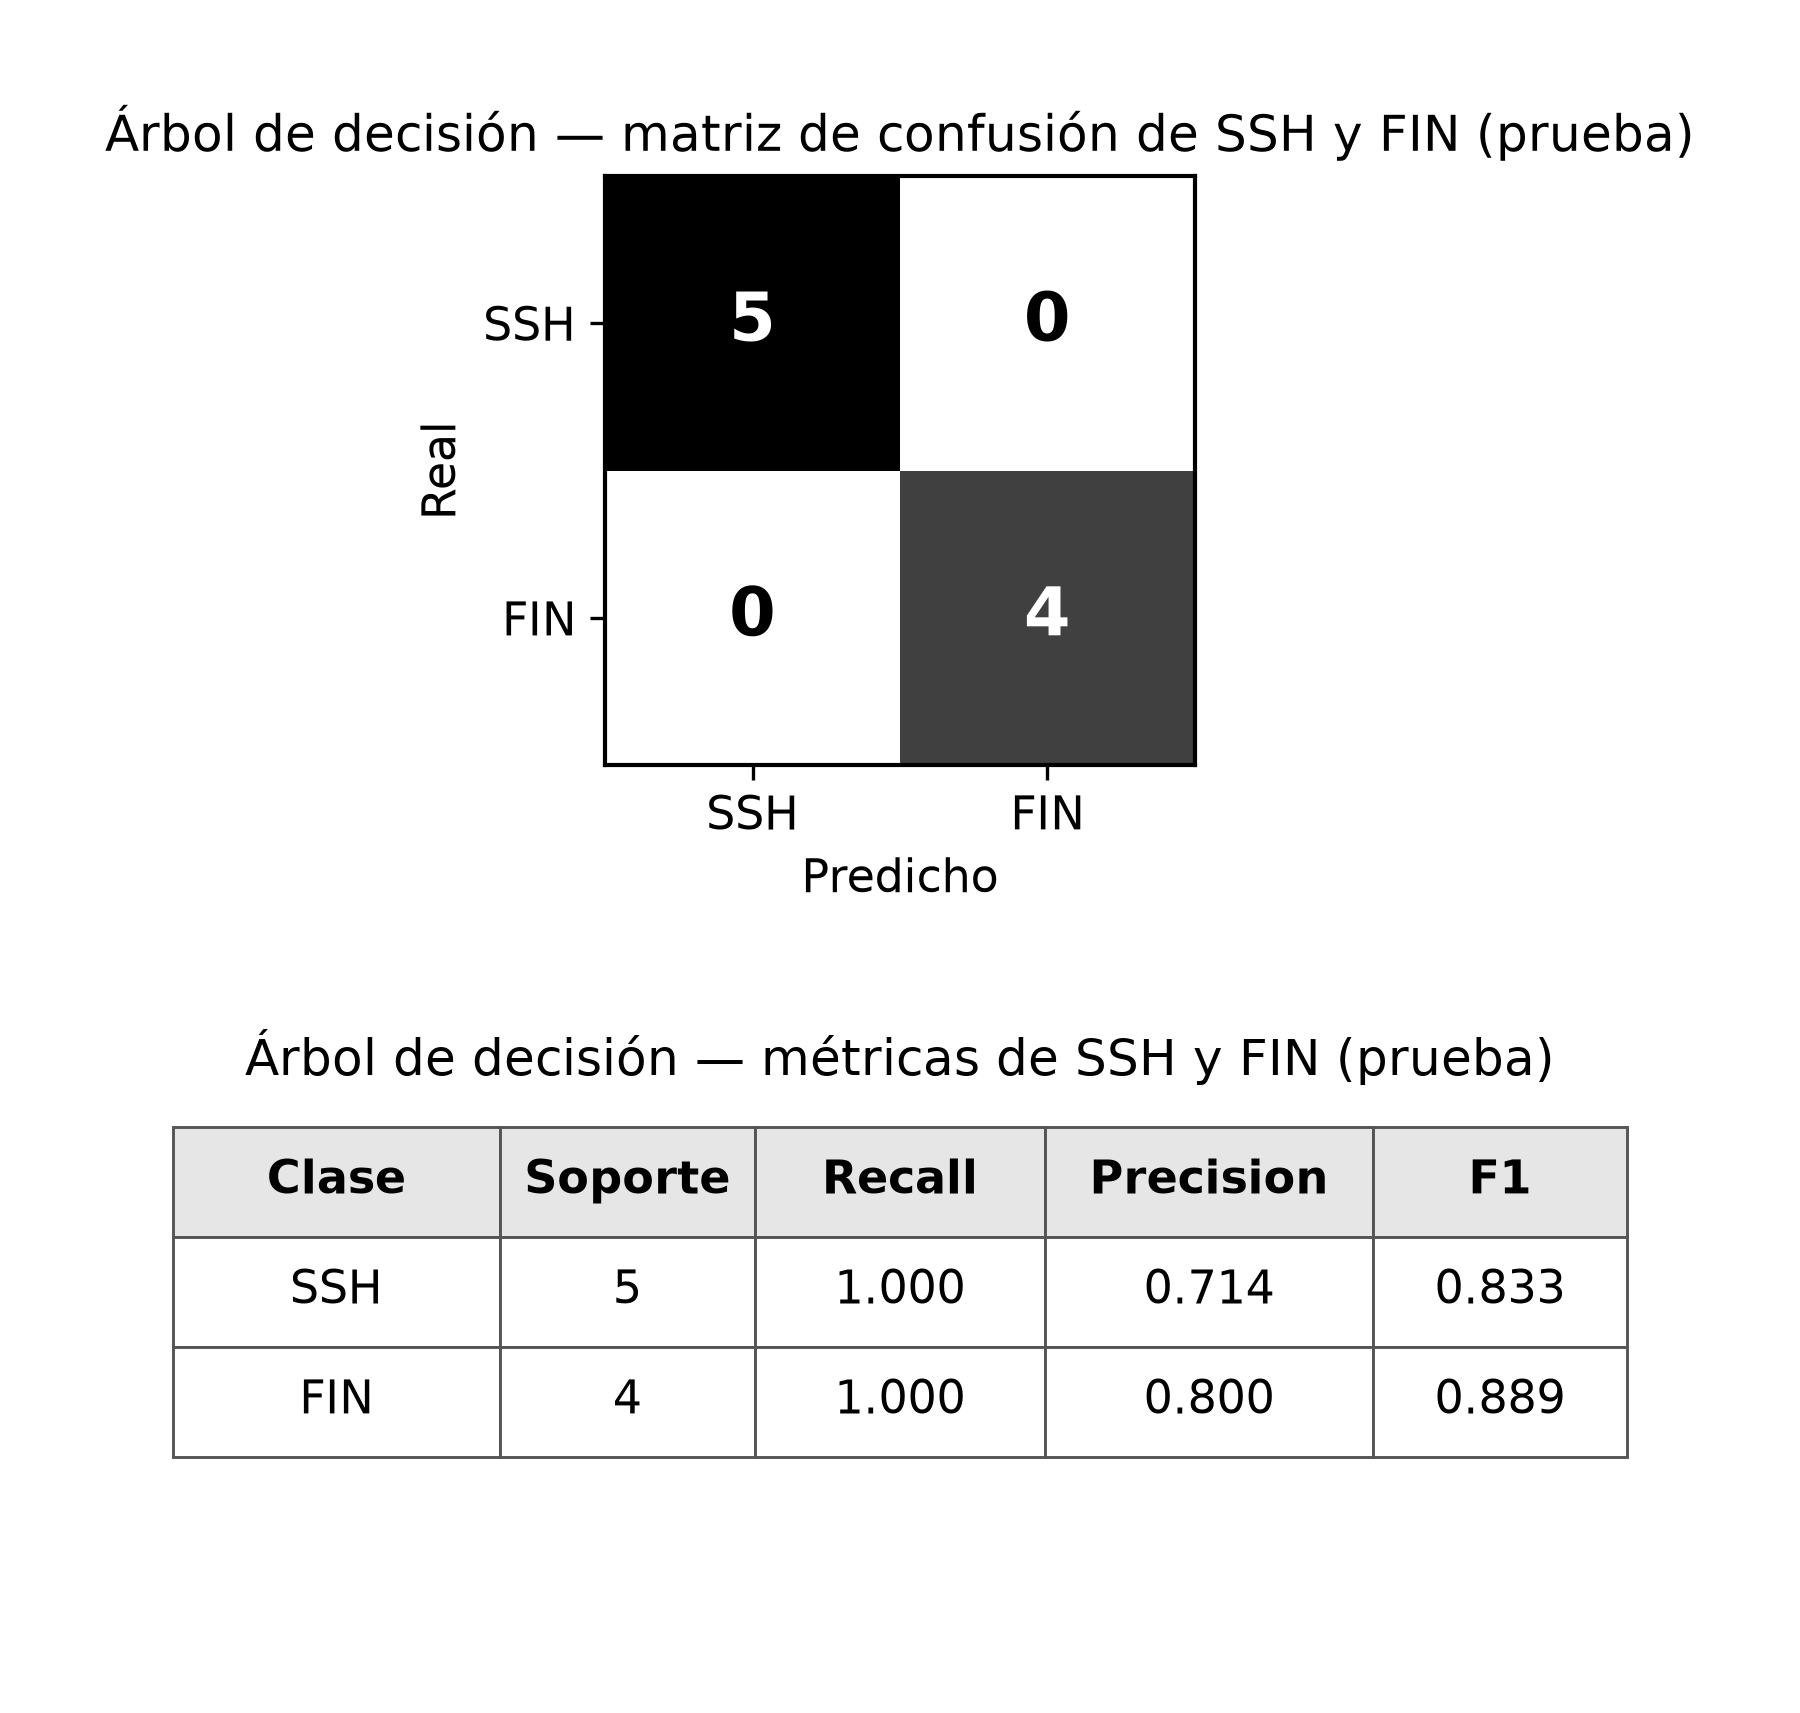 Árbol de decisión — matriz de confusión de SSH y FIN (prueba)
5 0
SSH
Real
0 4
FIN
SSH FIN
Predicho
Árbol de decisión — métricas de SSH y FIN (prueba)
Clase Soporte Recall Precision F1
SSH 5 1.000 0.714 0.833
FIN 4 1.000 0.800 0.889